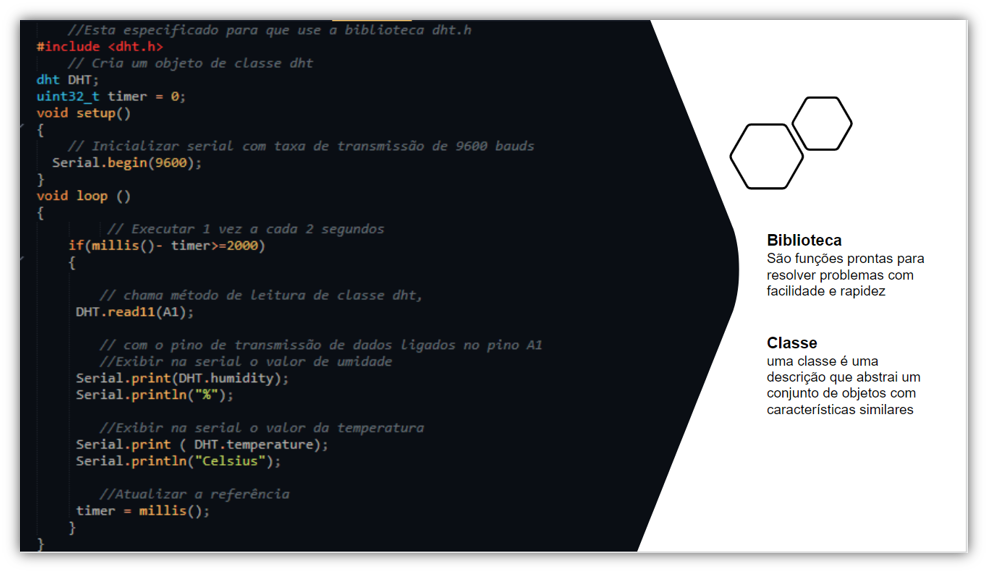 //Esta especificado para que use a biblioteca dht.h
#include <dht.h>
// Cria um objeto de classe dht
dht DHT;
uint32_t timer = 0;
void setup()
{
// Inicializar serial com taxa de transmissão de 9600 bauds
Serial.begin(9600);
}
void loop ()
{
// Executar 1 vez a cada 2 segundos
if(millis()- timer>=2000)
{
// chama método de leitura de classe dht,
DHT.read11(A1);
// com o pino de transmissão de dados ligados no pino A1
//Exibir na serial o valor de umidade
Serial.print(DHT.humidity);
Serial.println("%");
//Exibir na serial o valor da temperatura
Serial.print ( DHT.temperature);
Serial.println("Celsius");
//Atualizar a referência
timer = millis();
}
}
Biblioteca
São funções prontas para
resolver problemas com
facilidade e rapidez
Classe
uma classe é uma
descrição que abstrai um
conjunto de objetos com
características similares